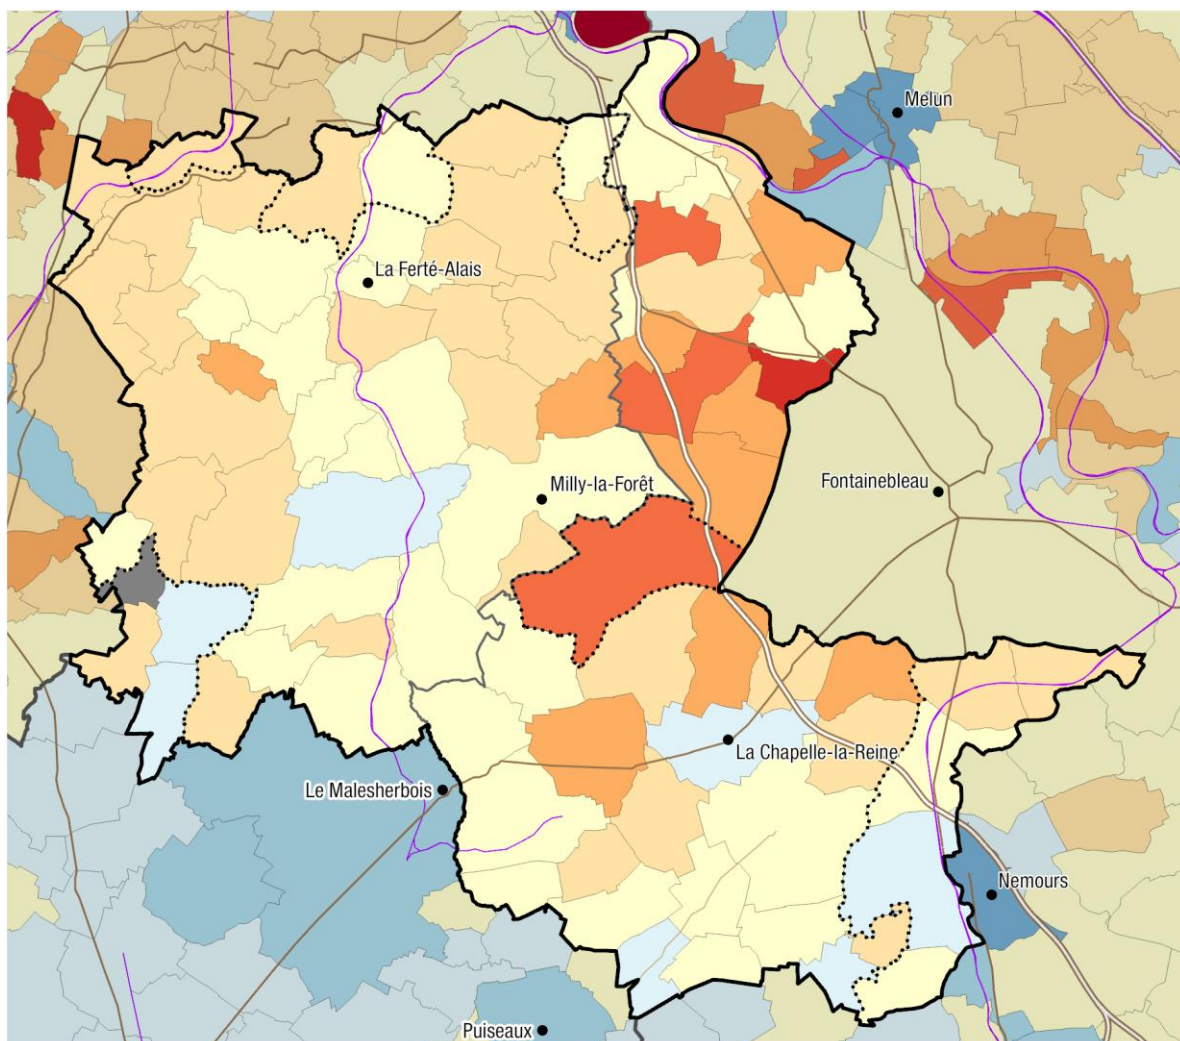 Melun
La Ferté-Alais
Milly-la-Forêt
Fontainebleau
La Chapelle-la-Reine
Le Malesherbois
Nemours
Puiseaux